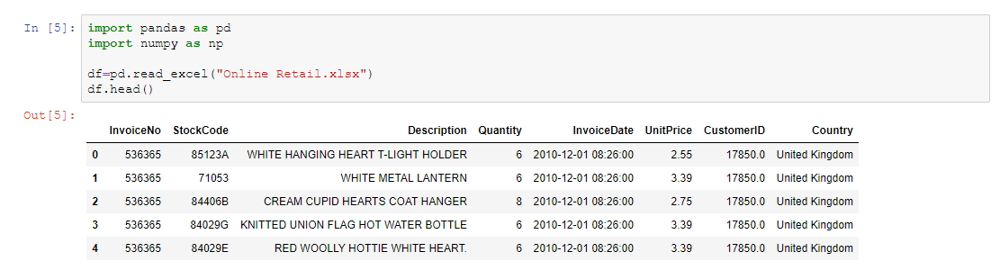 In [5]: import pandas as pd
import numpy as np
df=pd.read_excel("Online Retail.xlsx")
df.head()
Out[5]:
InvoiceNo StockCode Description Quantity InvoiceDate UnitPrice CustomerID Country
0 536365 85123A WHITE HANGING HEART T-LIGHT HOLDER 6 2010-12-01 08:26:00 2.55 17850.0 United Kingdom
1 536365 71053 WHITE METAL LANTERN 6 2010-12-01 08:26:00 3.39 17850.0 United Kingdom
2 536365 84406B CREAM CUPID HEARTS COAT HANGER 8 2010-12-01 08:26:00 2.75 17850.0 United Kingdom
3 536365 84029G KNITTED UNION FLAG HOT WATER BOTTLE 6 2010-12-01 08:26:00 3.39 17850.0 United Kingdom
4 536365 84029E RED WOOLLY HOTTIE WHITE HEART. 6 2010-12-01 08:26:00 3.39 17850.0 United Kingdom